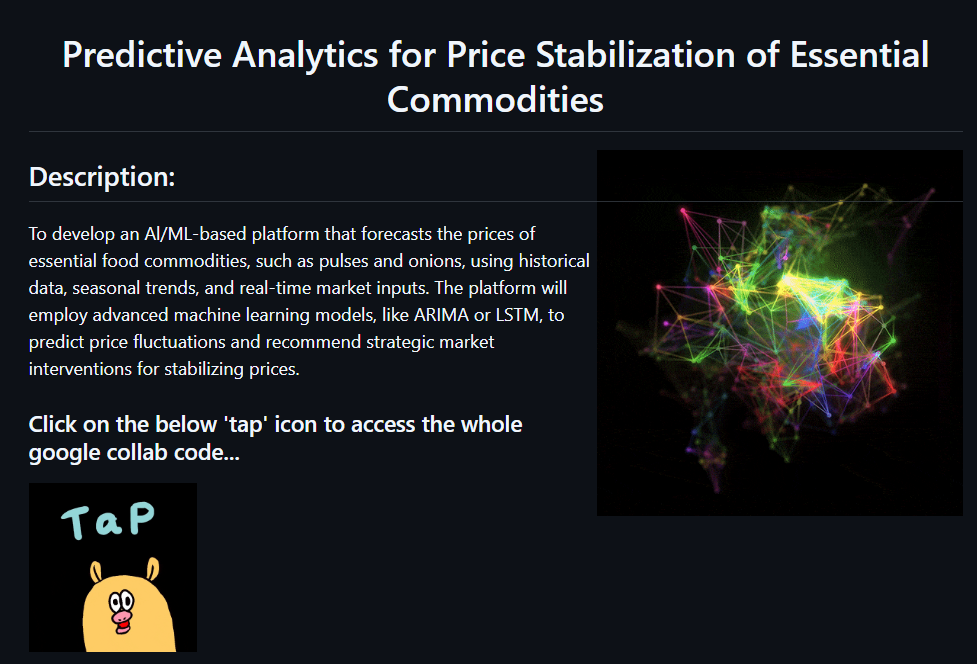 Predictive Analytics for Price Stabilization of Essential
Commodities
Description:
To develop an AI/ML-based platform that forecasts the prices of
essential food commodities, such as pulses and onions, using historical
data, seasonal trends, and real-time market inputs. The platform will
employ advanced machine learning models, like ARIMA or LSTM, to
predict price fluctuations and recommend strategic market
interventions for stabilizing prices.
Click on the below 'tap' icon to access the whole
google collab code...
TaP